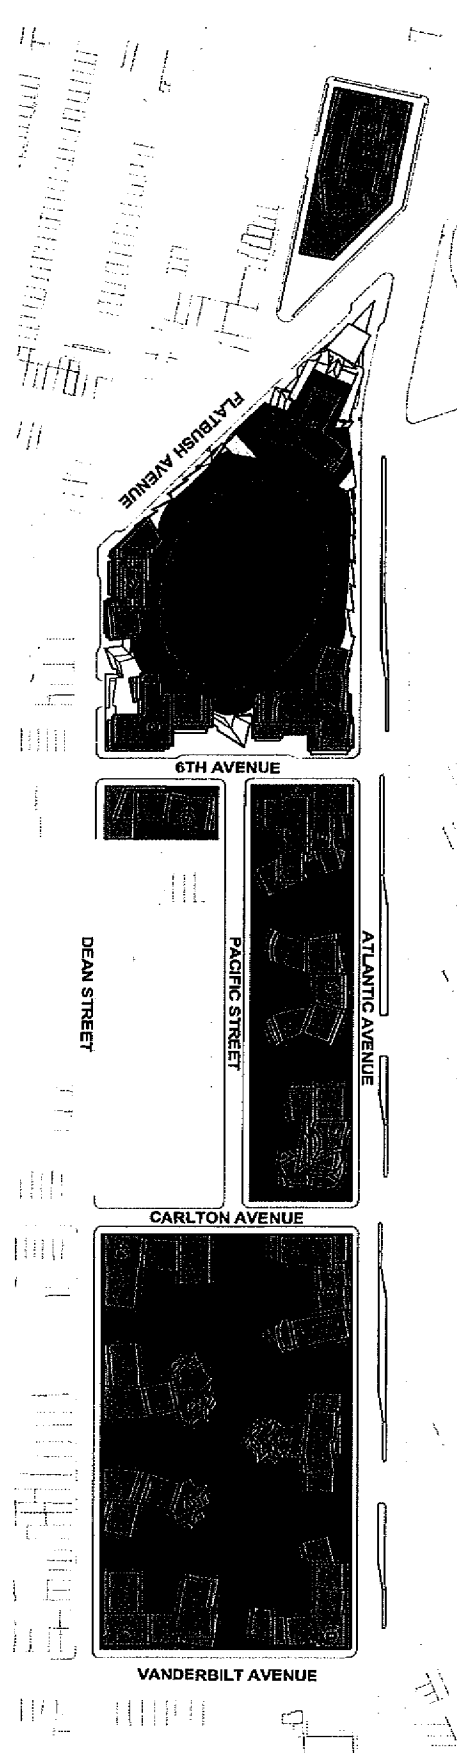 FLATBUSH AVENUE
6TH AVENUE
DEAN STREET
PACIFIC STREET
ATLANTIC AVENUE
CARLTON AVENUE
VANDERBILT AVENUE